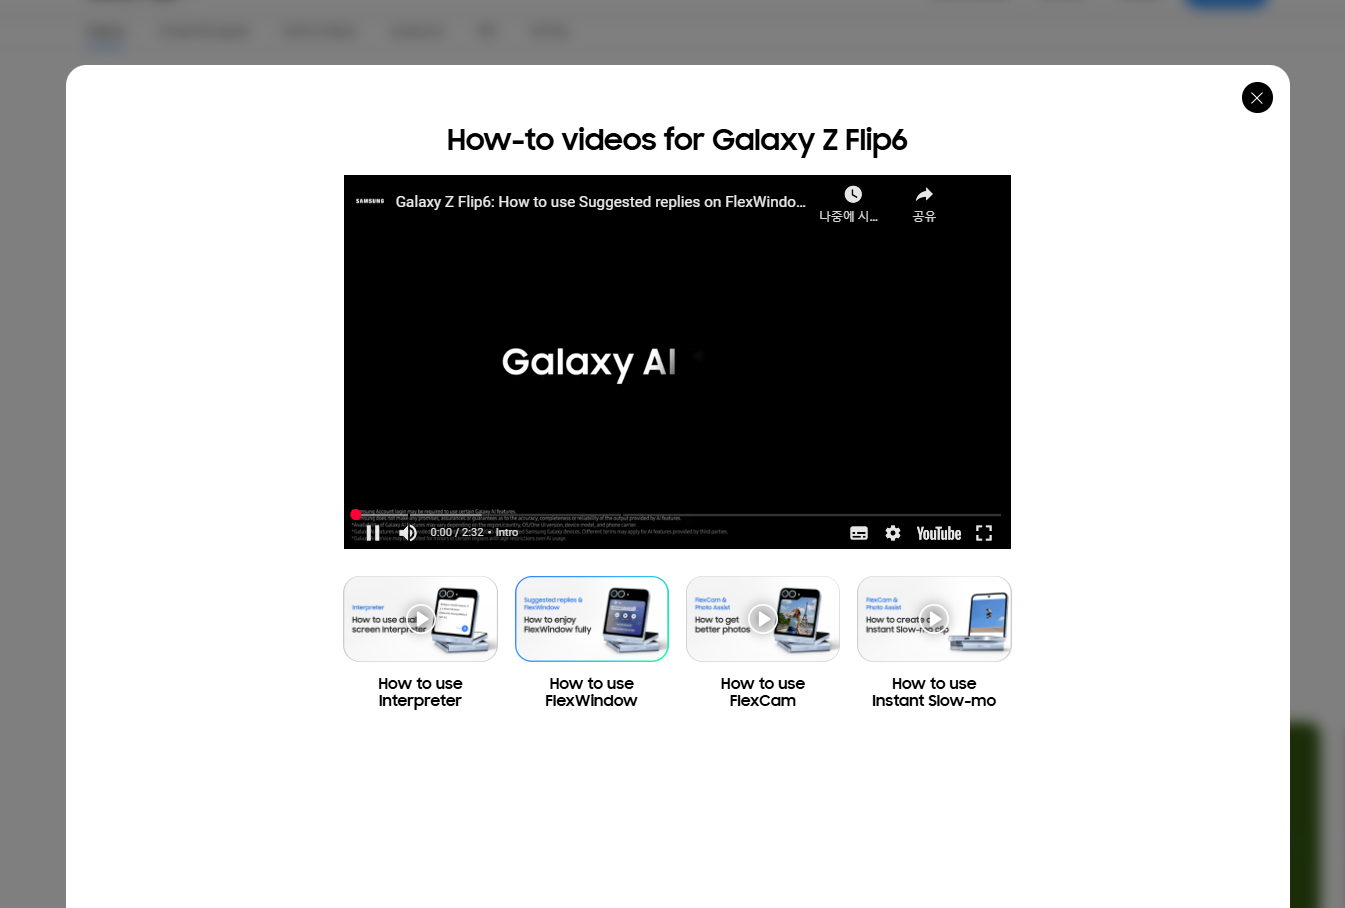 How-to videos for Galaxy Z Flip6
SAMSUNG
Galaxy Z Flip6: How to use Suggested replies on FlexWindo...
나중에 시...
공유
Galaxy AI
0:00 / 2:32 • Intro
YouTube
Interpreter
How to use dual
screen Interpreter
Suggested replies &
FlexWindow
How to enjoy
FlexWindow fully
FlexCam &
Photo Assist
How to get
better photos
FlexCam &
Photo Assist
How to create a
Instant Slow-mo clip
How to use
Interpreter
How to use
FlexWindow
How to use
FlexCam
How to use
Instant Slow-mo